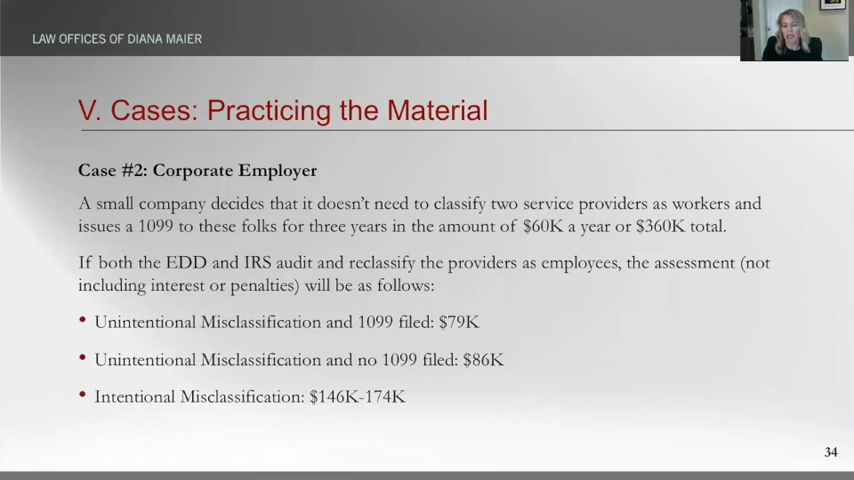 LAW OFFICES OF DIANA MAIER
V. Cases: Practicing the Material
Case #2: Corporate Employer
A small company decides that it doesn't need to classify two service providers as workers and
issues a 1099 to these folks for three years in the amount of $60K a year or $360K total.
If both the EDD and IRS audit and reclassify the providers as employees, the assessment (not
including interest or penalties) will be as follows:
• Unintentional Misclassification and 1099 filed: $79K
• Unintentional Misclassification and no 1099 filed: $86K
• Intentional Misclassification: $146K-174K
34